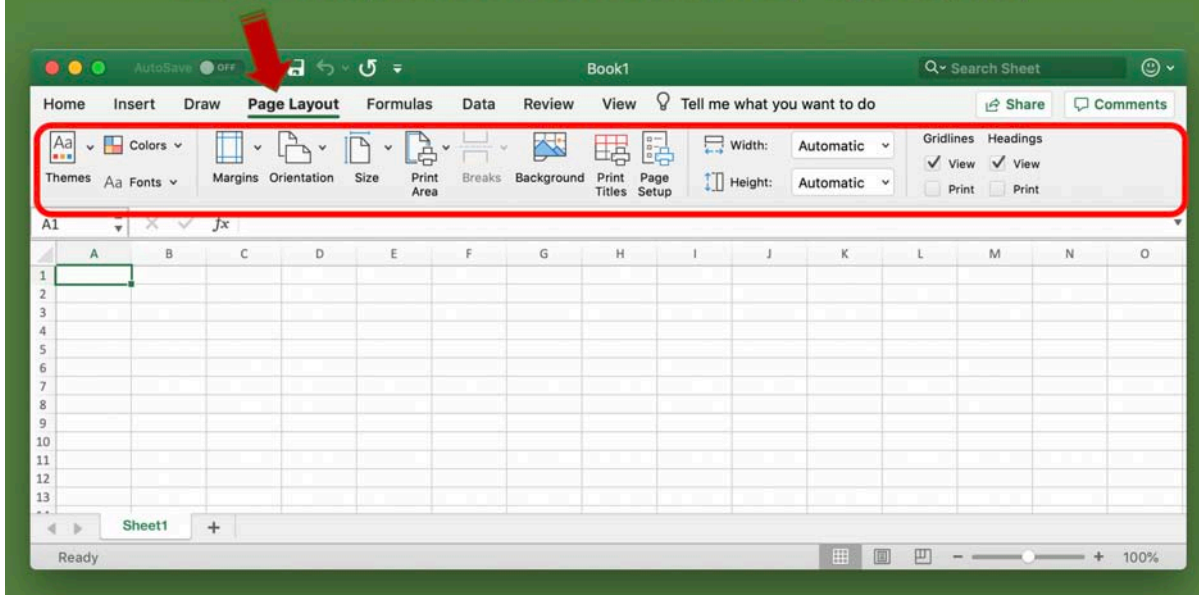 AutoSave OFF Book1 Search Sheet
Home Insert Draw Page Layout Formulas Data Review View Tell me what you want to do Share Comments
Aa Colors Width: Automatic Gridlines Headings
View View
Themes Aa Fonts Margins Orientation Size Print Area Breaks Background Print Titles Page Setup Height: Automatic Print Print
A1 fx
A B C D E F G H I J K L M N O
1
2
3
4
5
6
7
8
9
10
11
12
13
Sheet1 +
Ready 100%